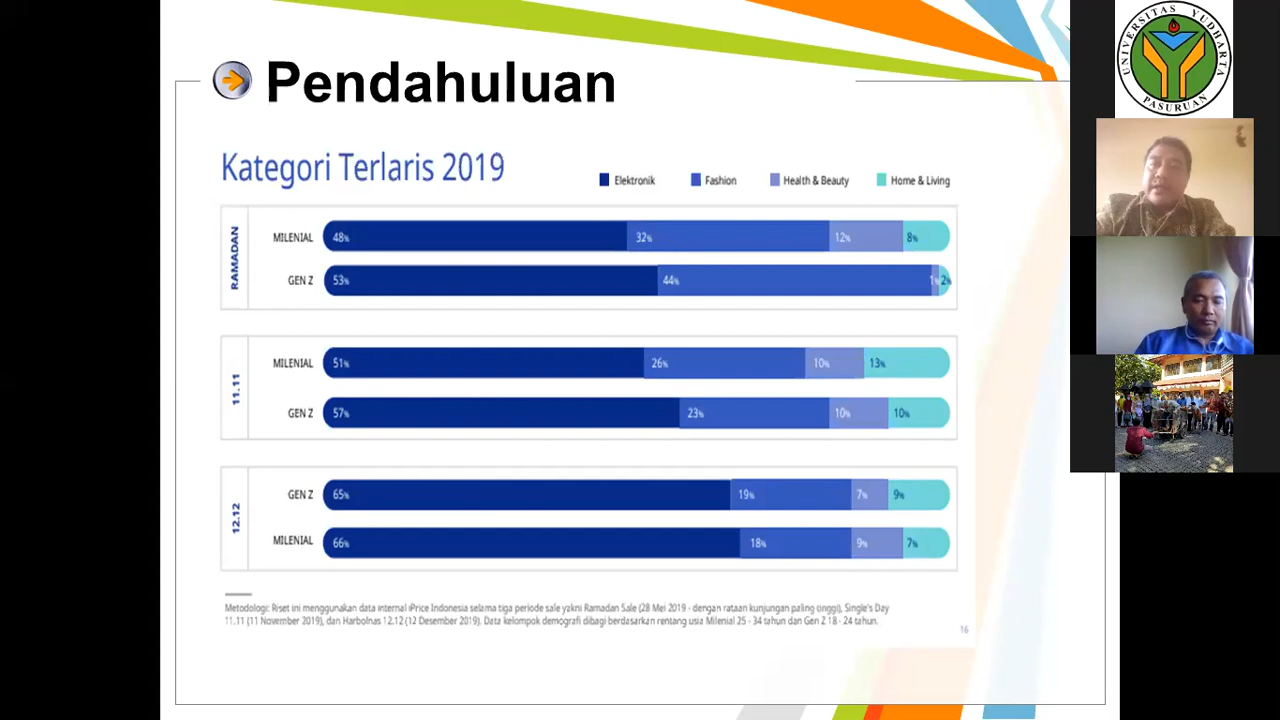 Pendahuluan
Kategori Terlaris 2019
Elektronik Fashion Health & Beauty Home & Living
RAMADAN
MILENIAL 48% 32% 12% 8%
GEN Z 53% 44% 1% 2%
11.11
MILENIAL 51% 26% 10% 13%
GEN Z 57% 23% 10% 10%
12.12
GEN Z 65% 19% 7% 9%
MILENIAL 66% 18% 9% 7%
Metodologi: Riset ini menggunakan data internal iPrice Indonesia selama tiga periode sale yakni Ramadan Sale (28 Mei 2019 - dengan rataan kunjungan paling tinggi), Single's Day
11.11 (11 November 2019), dan Harbolnas 12.12 (12 Desember 2019). Data kelompok demografi dibagi berdasarkan rentang usia Milenial 25 - 34 tahun dan Gen Z 18 - 24 tahun.
16
UNIVERSITAS YUDHARTA
PASURUAN